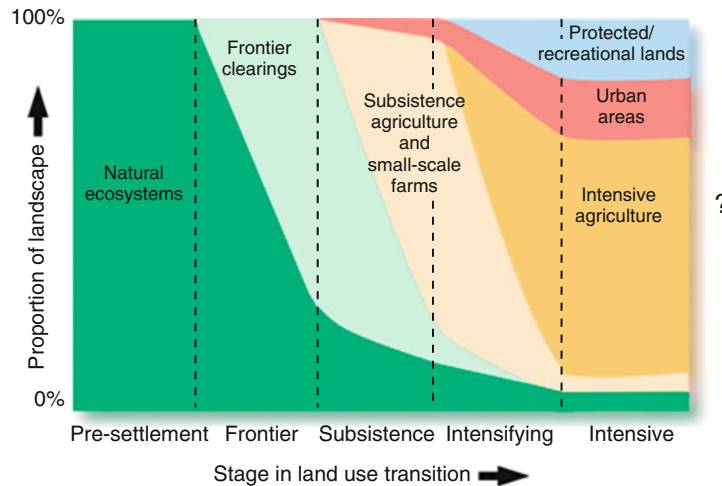 100%
Protected/
recreational lands
Frontier
clearings
Urban
areas
Subsistence
agriculture
and
small-scale
farms
Natural
ecosystems
Intensive
agriculture
?
Proportion of landscape
0%
Pre-settlement Frontier Subsistence Intensifying Intensive
Stage in land use transition